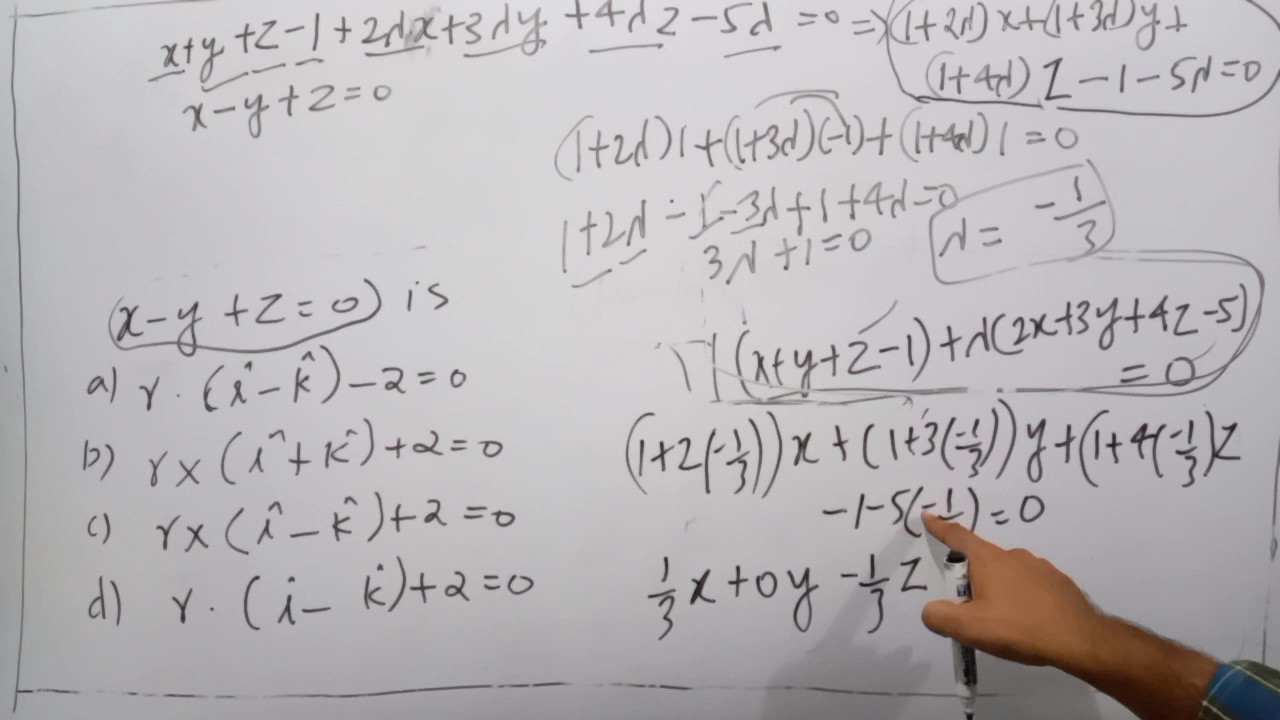 x+y+z-1+2λx+3λy+4λz-5λ=0 ⇒ (1+2λ)x+(1+3λ)y+
(1+4λ)z-1-5λ=0
x-y+z=0
(1+2λ)1+(1+3λ)(-1)+(1+4λ)1=0
1+2λ-1-3λ+1+4λ=0
3λ+1=0
λ=-1/3
(x-y+z=0) is
a) r.(î-k̂)-2=0
b) r×(î+k̂)+2=0
c) r×(î-k̂)+2=0
d) r.(i-k̂)+2=0
(x+y+z-1)+λ(2x+3y+4z-5)
=0
(1+2(-1/3))x+(1+3(-1/3))y+(1+4(-1/3)z
-1-5(-1/ )=0
1/3x+0y-1/3z